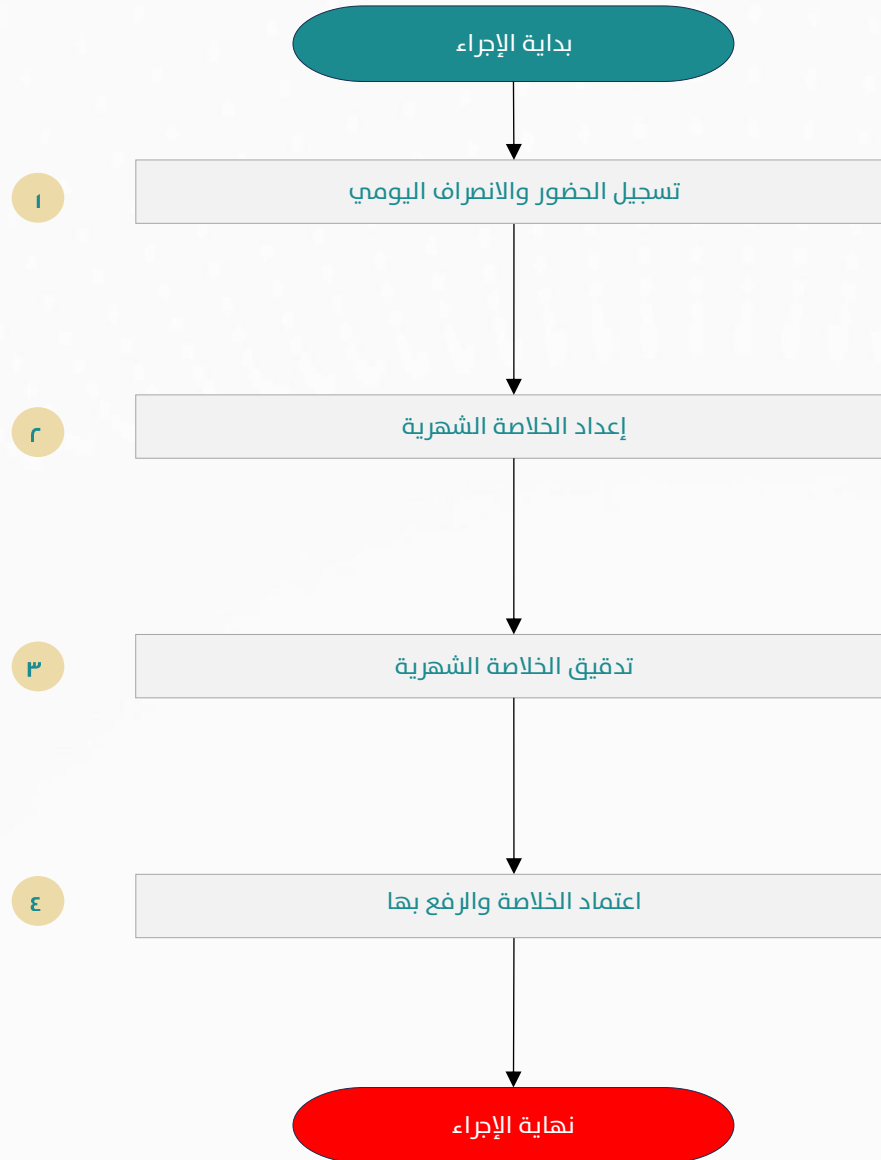 بداية الإجراء
١
تسجيل الحضور والانصراف اليومي
٢
إعداد الخلاصة الشهرية
٣
تدقيق الخلاصة الشهرية
٤
اعتماد الخلاصة والرفع بها
نهاية الإجراء